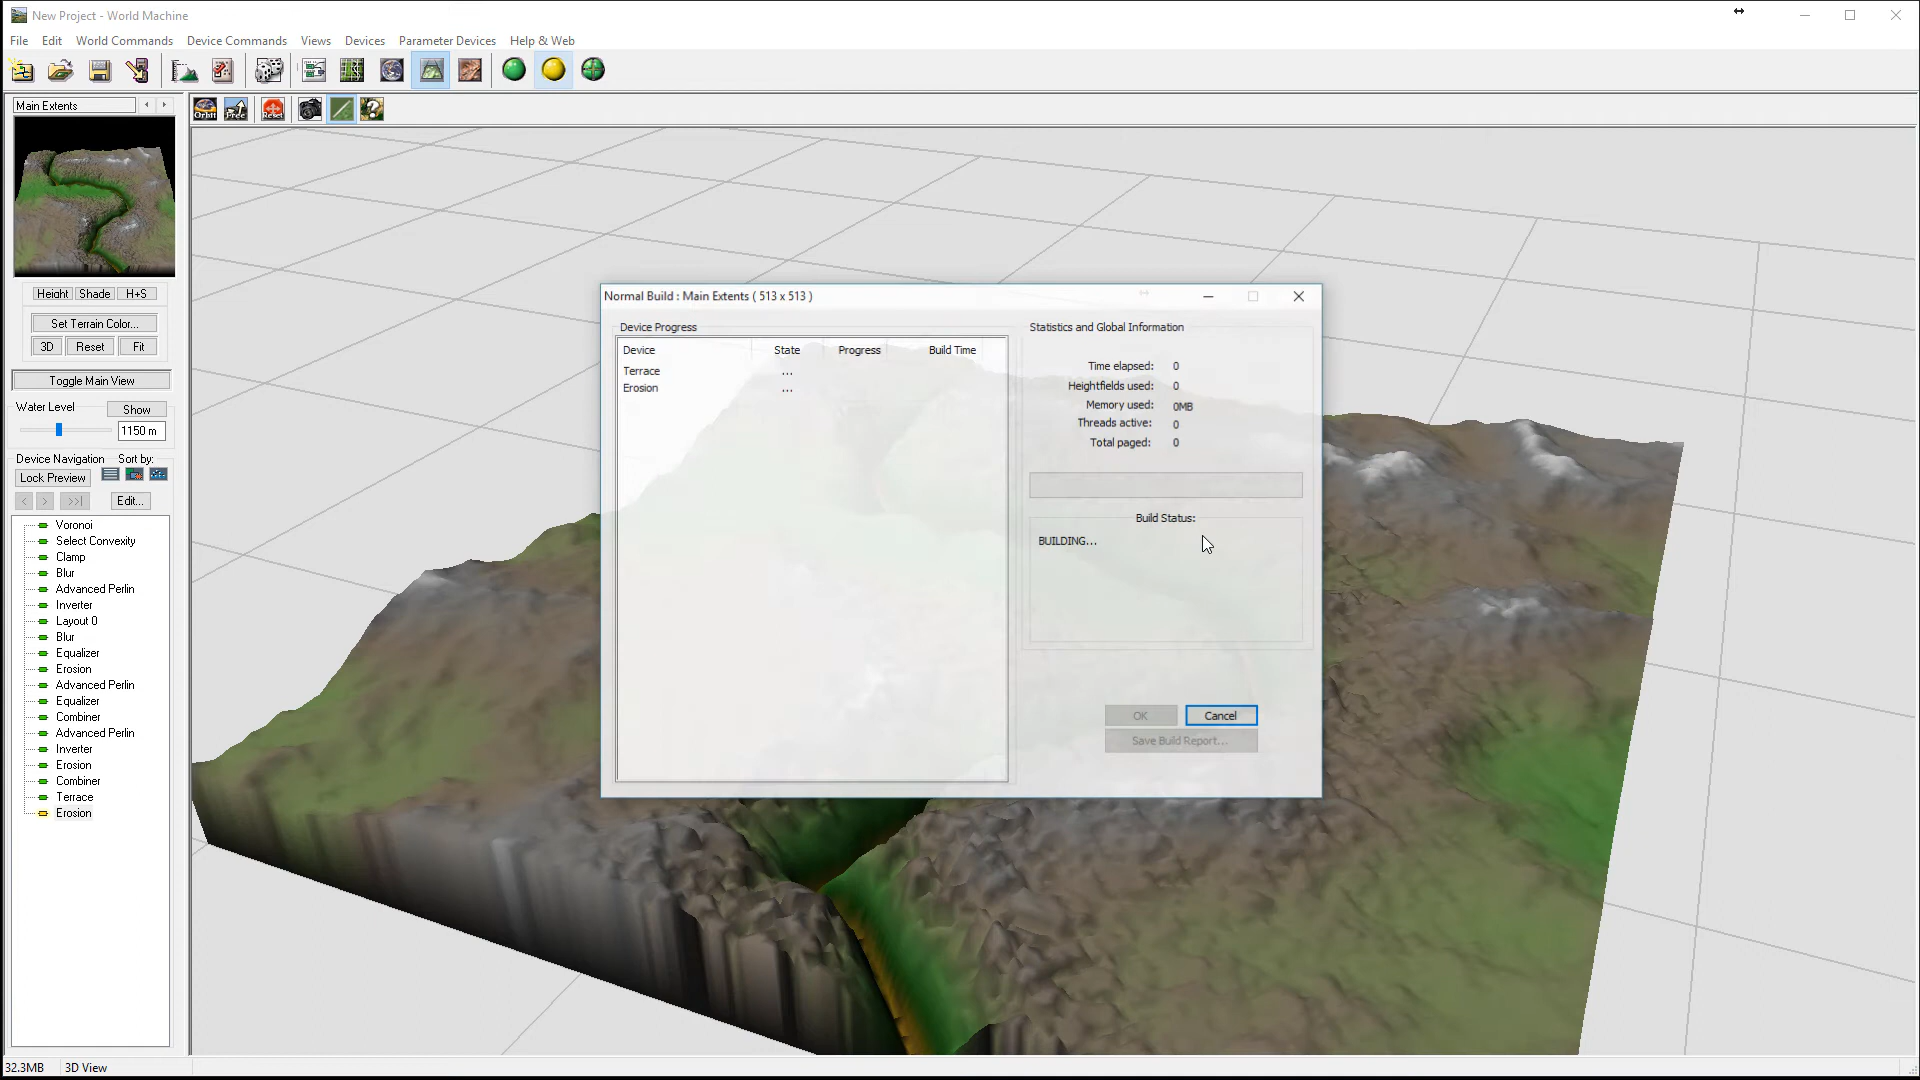 New Project - World Machine
File Edit World Commands Device Commands Views Devices Parameter Devices Help & Web
Main Extents
Orbit Free Reset
Height Shade H+S
Set Terrain Color...
3D Reset Fit
Toggle Main View
Water Level Show
1150 m
Device Navigation Sort by:
Lock Preview
< > >>| Edit...
Voronoi
Select Convexity
Clamp
Blur
Advanced Perlin
Inverter
Layout 0
Blur
Equalizer
Erosion
Advanced Perlin
Equalizer
Combiner
Advanced Perlin
Inverter
Erosion
Combiner
Terrace
Erosion
Normal Build : Main Extents ( 513 x 513 )
Device Progress
Device State Progress Build Time
Terrace ...
Erosion ...
Statistics and Global Information
Time elapsed: 0
Heightfields used: 0
Memory used: 0MB
Threads active: 0
Total paged: 0
Build Status:
BUILDING...
OK Cancel
Save Build Report...
32.3MB 3D View